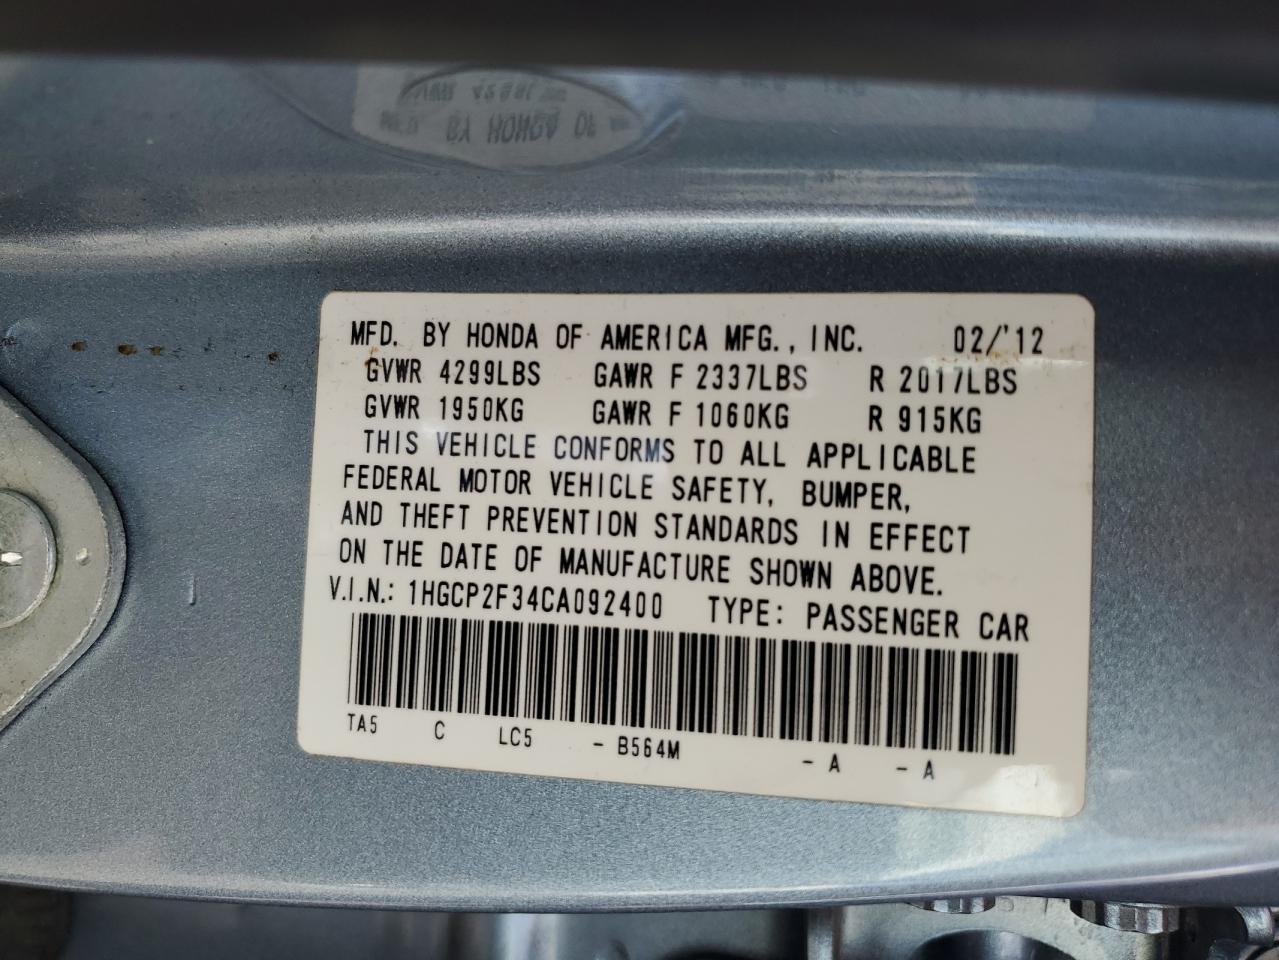 MFD. BY HONDA OF AMERICA MFG., INC. 02/'12
GVWR 4299LBS GAWR F 2337LBS R 2017LBS
GVWR 1950KG GAWR F 1060KG R 915KG
THIS VEHICLE CONFORMS TO ALL APPLICABLE
FEDERAL MOTOR VEHICLE SAFETY, BUMPER,
AND THEFT PREVENTION STANDARDS IN EFFECT
ON THE DATE OF MANUFACTURE SHOWN ABOVE.
V.I.N.: 1HGCP2F34CA092400 TYPE: PASSENGER CAR
TA5 C LC5 - B564M - A - A